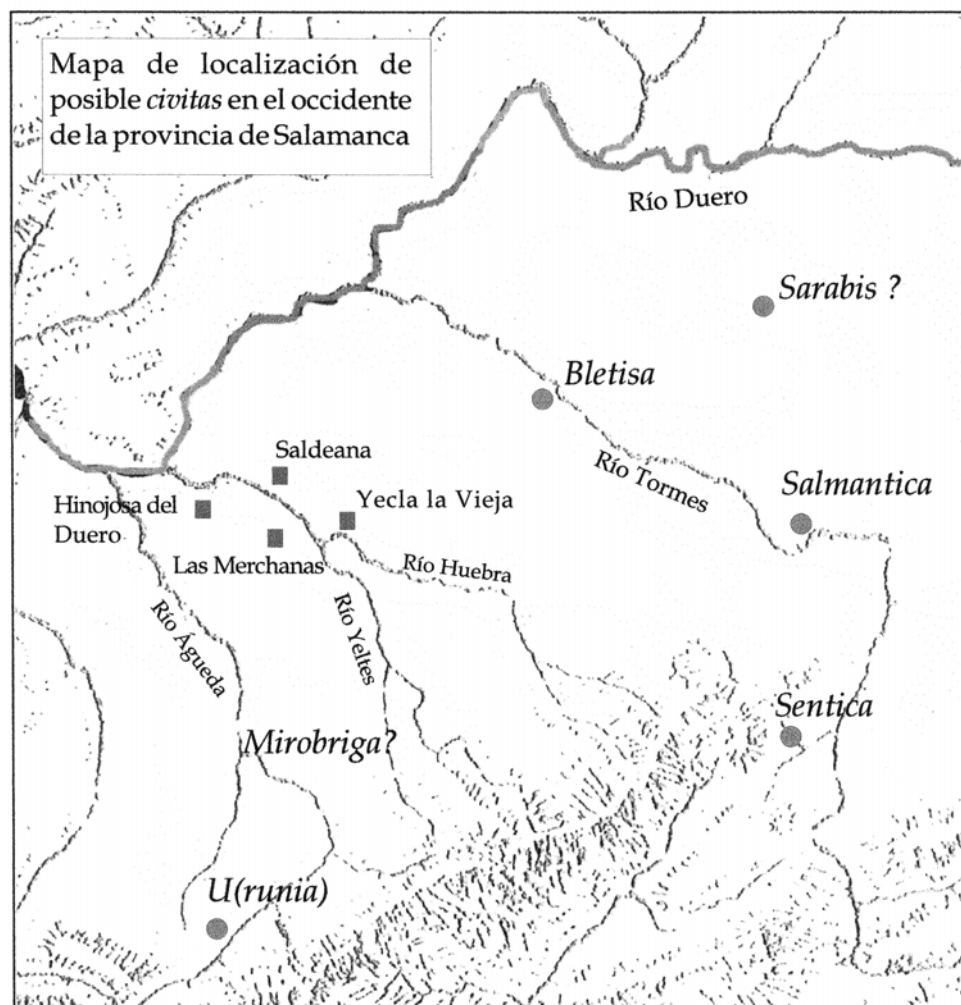 Mapa de localización de
posible civitas en el occidente
de la provincia de Salamanca
Río Duero
Sarabis ?
Bletisa
Río Tormes
Salmantica
Saldeana
Yecla la Vieja
Hinojosa del
Duero
Las Merchanas
Río Huebra
Río Águeda
Río Yeltes
Sentica
Mirobriga?
U(runia)